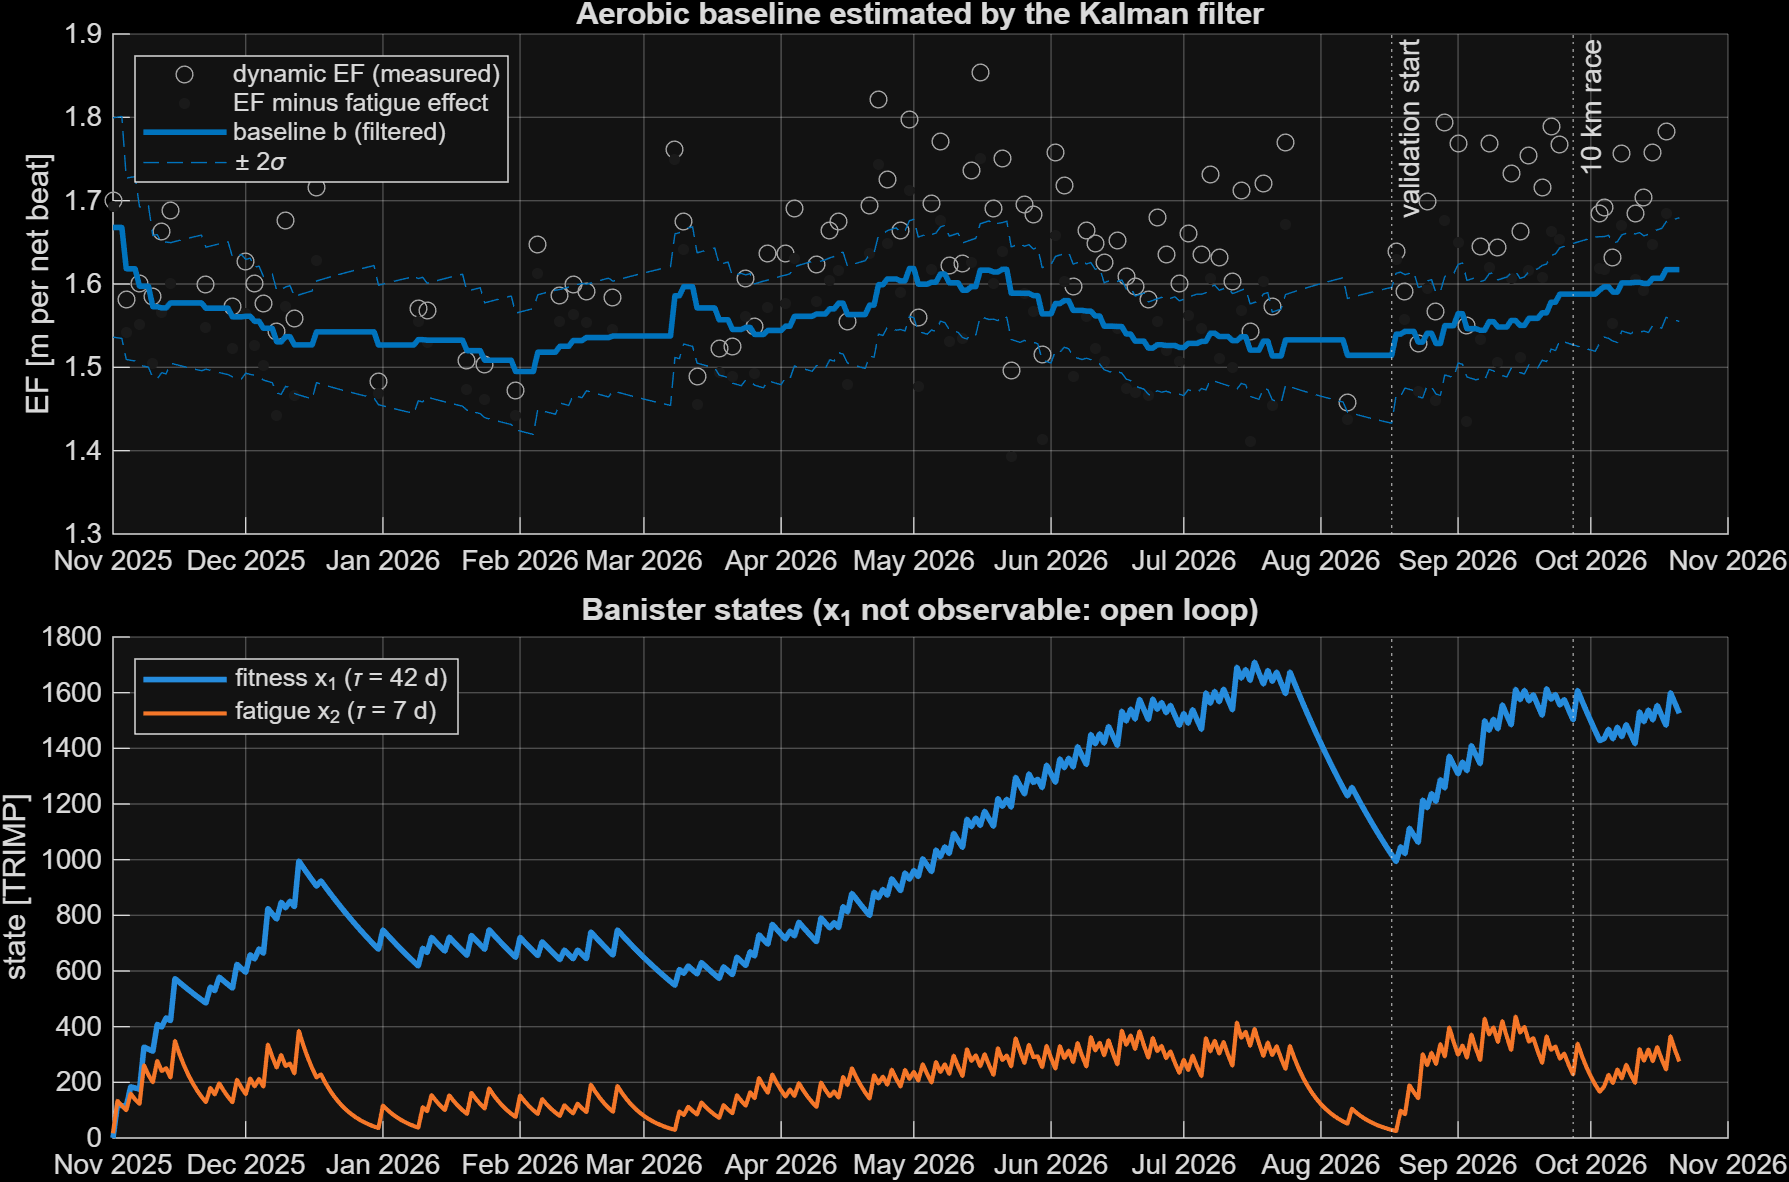 Aerobic baseline estimated by the Kalman filter
1.9
1.8
1.7
1.6
1.5
1.4
1.3
EF [m per net beat]
dynamic EF (measured)
EF minus fatigue effect
baseline b (filtered)
± 2σ
validation start
10 km race
Nov 2025 Dec 2025 Jan 2026 Feb 2026 Mar 2026 Apr 2026 May 2026 Jun 2026 Jul 2026 Aug 2026 Sep 2026 Oct 2026 Nov 2026
Banister states (x₁ not observable: open loop)
1800
1600
1400
1200
1000
800
600
400
200
0
state [TRIMP]
fitness x₁ (τ = 42 d)
fatigue x₂ (τ = 7 d)
Nov 2025 Dec 2025 Jan 2026 Feb 2026 Mar 2026 Apr 2026 May 2026 Jun 2026 Jul 2026 Aug 2026 Sep 2026 Oct 2026 Nov 2026